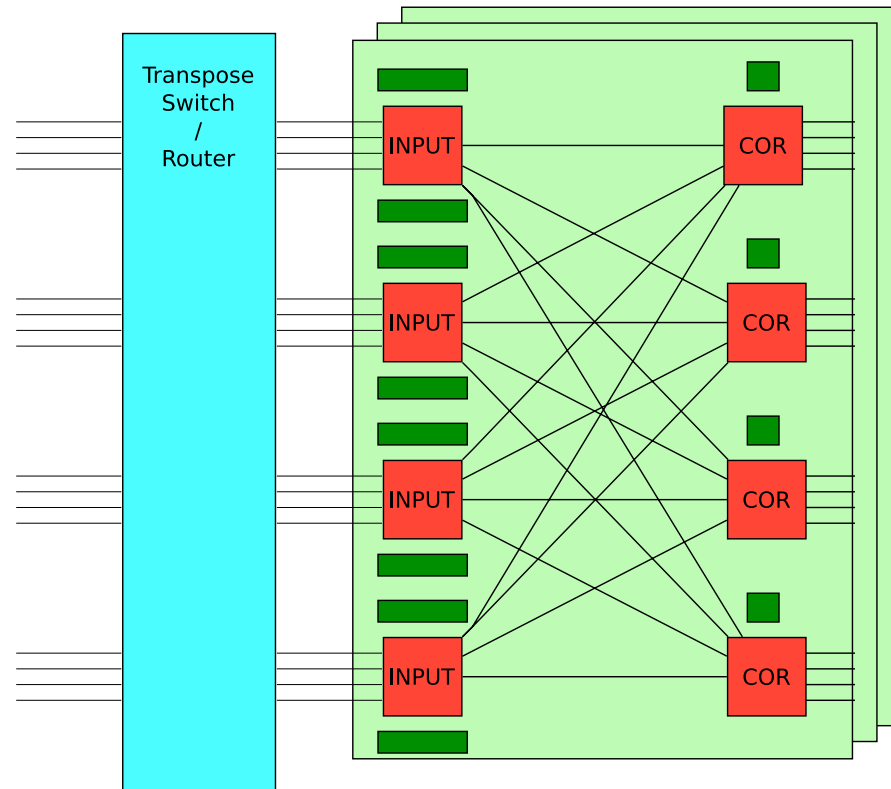 Transpose
Switch
/
Router
INPUT
COR
INPUT
COR
INPUT
COR
INPUT
COR